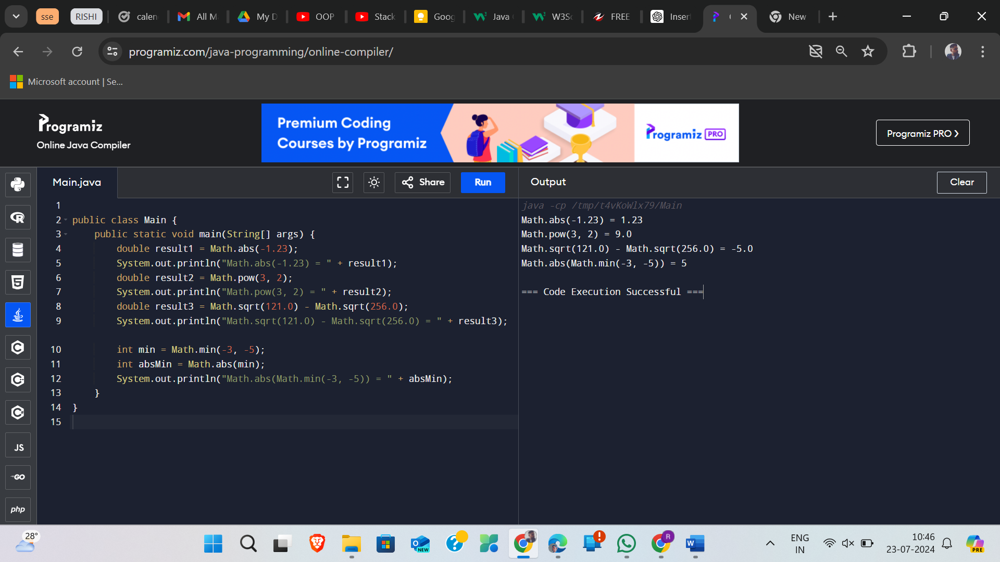 sse
RISHI
calen
All M
My D
OOP
Stack
Goog
Java
W3Sc
FREE
Insert
New
programiz.com/java-programming/online-compiler/
Microsoft account | Se...
Programiz
Online Java Compiler
Premium Coding
Courses by Programiz
Programiz PRO
Programiz PRO ❯
Main.java
Share
Run
Output
Clear
1
2 public class Main {
3 public static void main(String[] args) {
4 double result1 = Math.abs(-1.23);
5 System.out.println("Math.abs(-1.23) = " + result1);
6 double result2 = Math.pow(3, 2);
7 System.out.println("Math.pow(3, 2) = " + result2);
8 double result3 = Math.sqrt(121.0) - Math.sqrt(256.0);
9 System.out.println("Math.sqrt(121.0) - Math.sqrt(256.0) = " + result3);
10 int min = Math.min(-3, -5);
11 int absMin = Math.abs(min);
12 System.out.println("Math.abs(Math.min(-3, -5)) = " + absMin);
13 }
14 }
15
java -cp /tmp/t4vKoWlx79/Main
Math.abs(-1.23) = 1.23
Math.pow(3, 2) = 9.0
Math.sqrt(121.0) - Math.sqrt(256.0) = -5.0
Math.abs(Math.min(-3, -5)) = 5
=== Code Execution Successful ===
R
5
C
C
C
JS
GO
php
28°
O
NEW
?
!
R
W
ENG
IN
10:46
23-07-2024
PRE